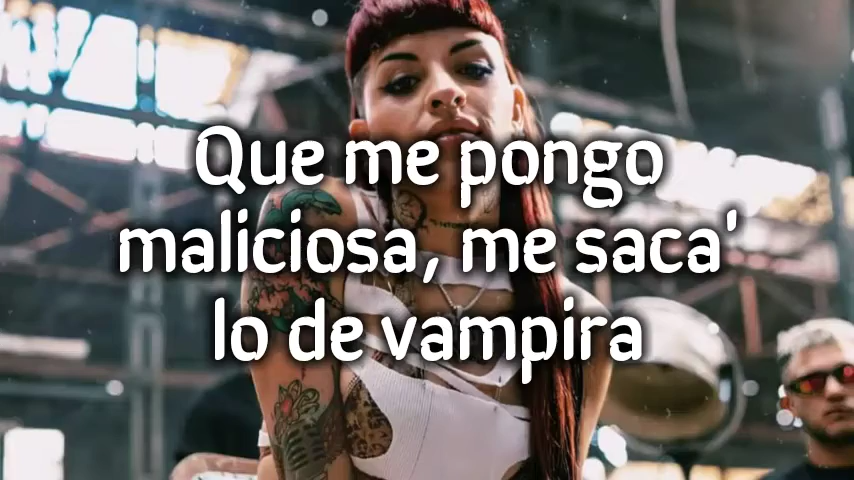 Que me pongo
maliciosa, me saca'
lo de vampira